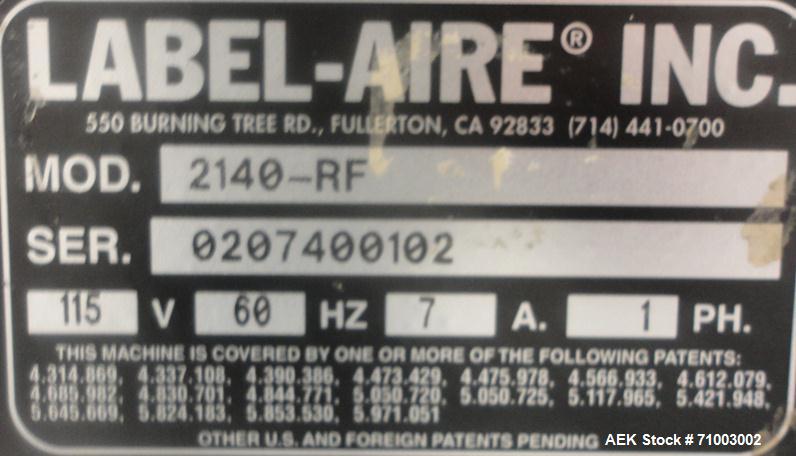 LABEL-AIRE® INC.
550 BURNING TREE RD., FULLERTON, CA 92833 (714) 441-0700
MOD. 2140-RF
SER. 0207400102
115 V 60 HZ 7 A. 1 PH.
THIS MACHINE IS COVERED BY ONE OR MORE OF THE FOLLOWING PATENTS:
4.314.869, 4.337.108, 4.390.386, 4.473.429, 4.475.978, 4.566.933, 4.612.079,
4.685.982, 4.830.701, 4.844.771, 5.050.720, 5.050.725, 5.117.965, 5.421.948,
5.645.669, 5.824.183, 5.853.530, 5.971.051
OTHER U.S. AND FOREIGN PATENTS PENDING
AEK Stock # 71003002